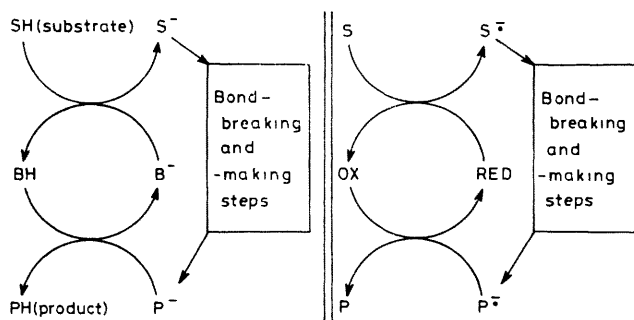 SH(substrate) S⁻
Bond-
breaking
and
-making
steps
BH B⁻
PH(product) P⁻
S S•⁻
Bond-
breaking
and
-making
steps
OX RED
P P•⁻